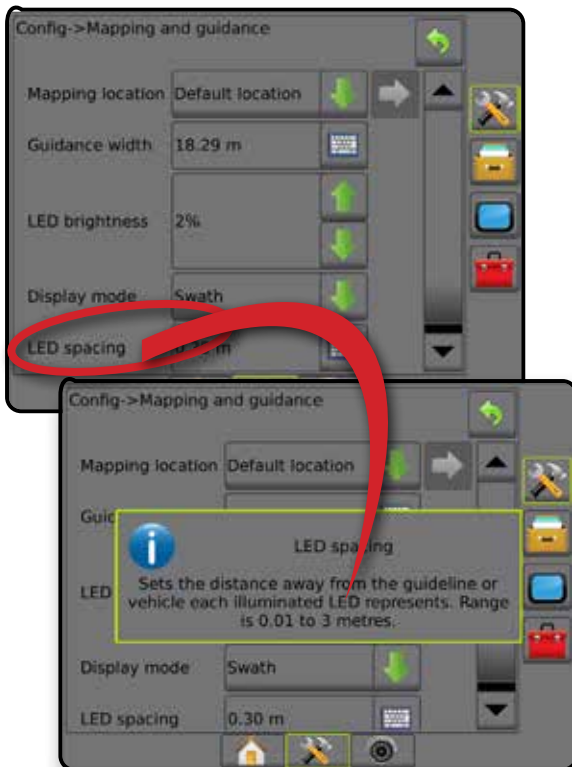 Config->Mapping and guidance
Mapping location Default location
Guidance width 18.29 m
LED brightness 2%
Display mode Swath
LED spacing m
Config->Mapping and guidance
Mapping location Default location
LED spacing
LED Sets the distance away from the guideline or
vehicle each illuminated LED represents. Range
is 0.01 to 3 metres.
Display mode Swath
LED spacing 0.30 m